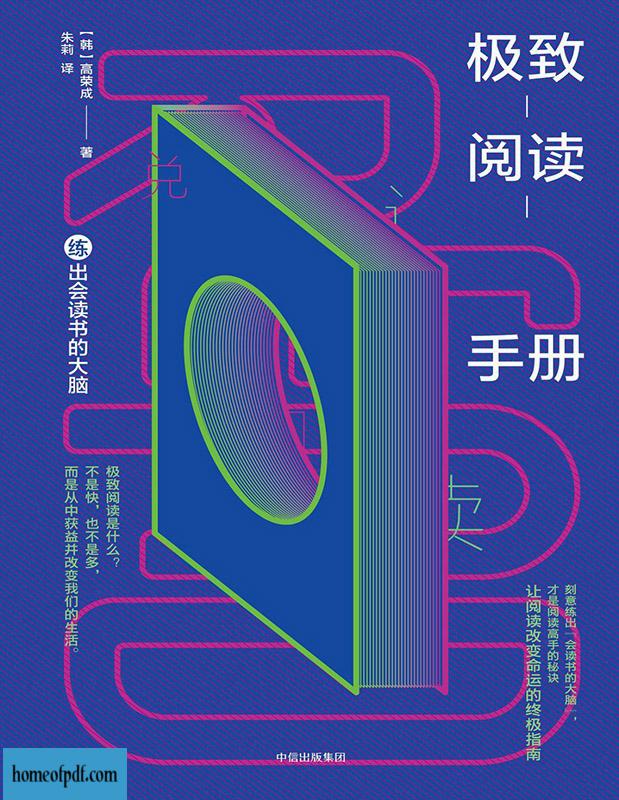 极致
阅读
手册
【韩】高荣成 —— 著
朱莉 译
练出会读书的大脑
极致阅读是什么？
不是快，也不是多，
而是从中获益并改变我们的生活。
兑
讠
卖
刻意练出“会读书的大脑”，
才是阅读高手的秘诀
让阅读改变命运的终极指南
中信出版集团
homeofpdf.com